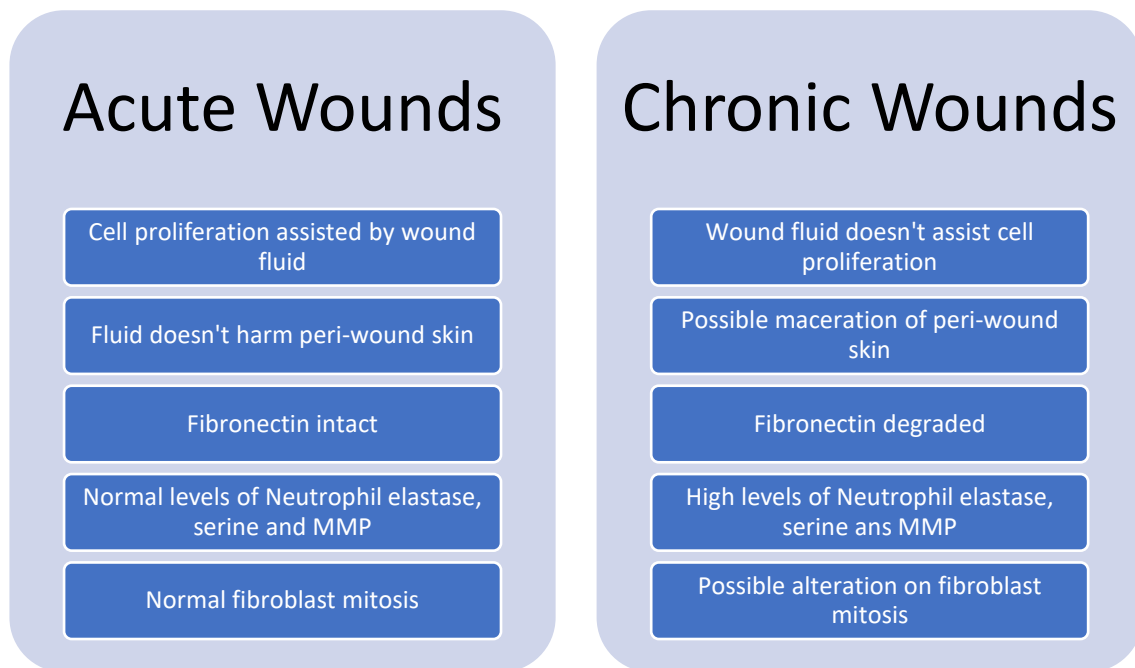 Acute Wounds
Cell proliferation assisted by wound
fluid
Fluid doesn't harm peri-wound skin
Fibronectin intact
Normal levels of Neutrophil elastase,
serine and MMP
Normal fibroblast mitosis
Chronic Wounds
Wound fluid doesn't assist cell
proliferation
Possible maceration of peri-wound
skin
Fibronectin degraded
High levels of Neutrophil elastase,
serine ans MMP
Possible alteration on fibroblast
mitosis